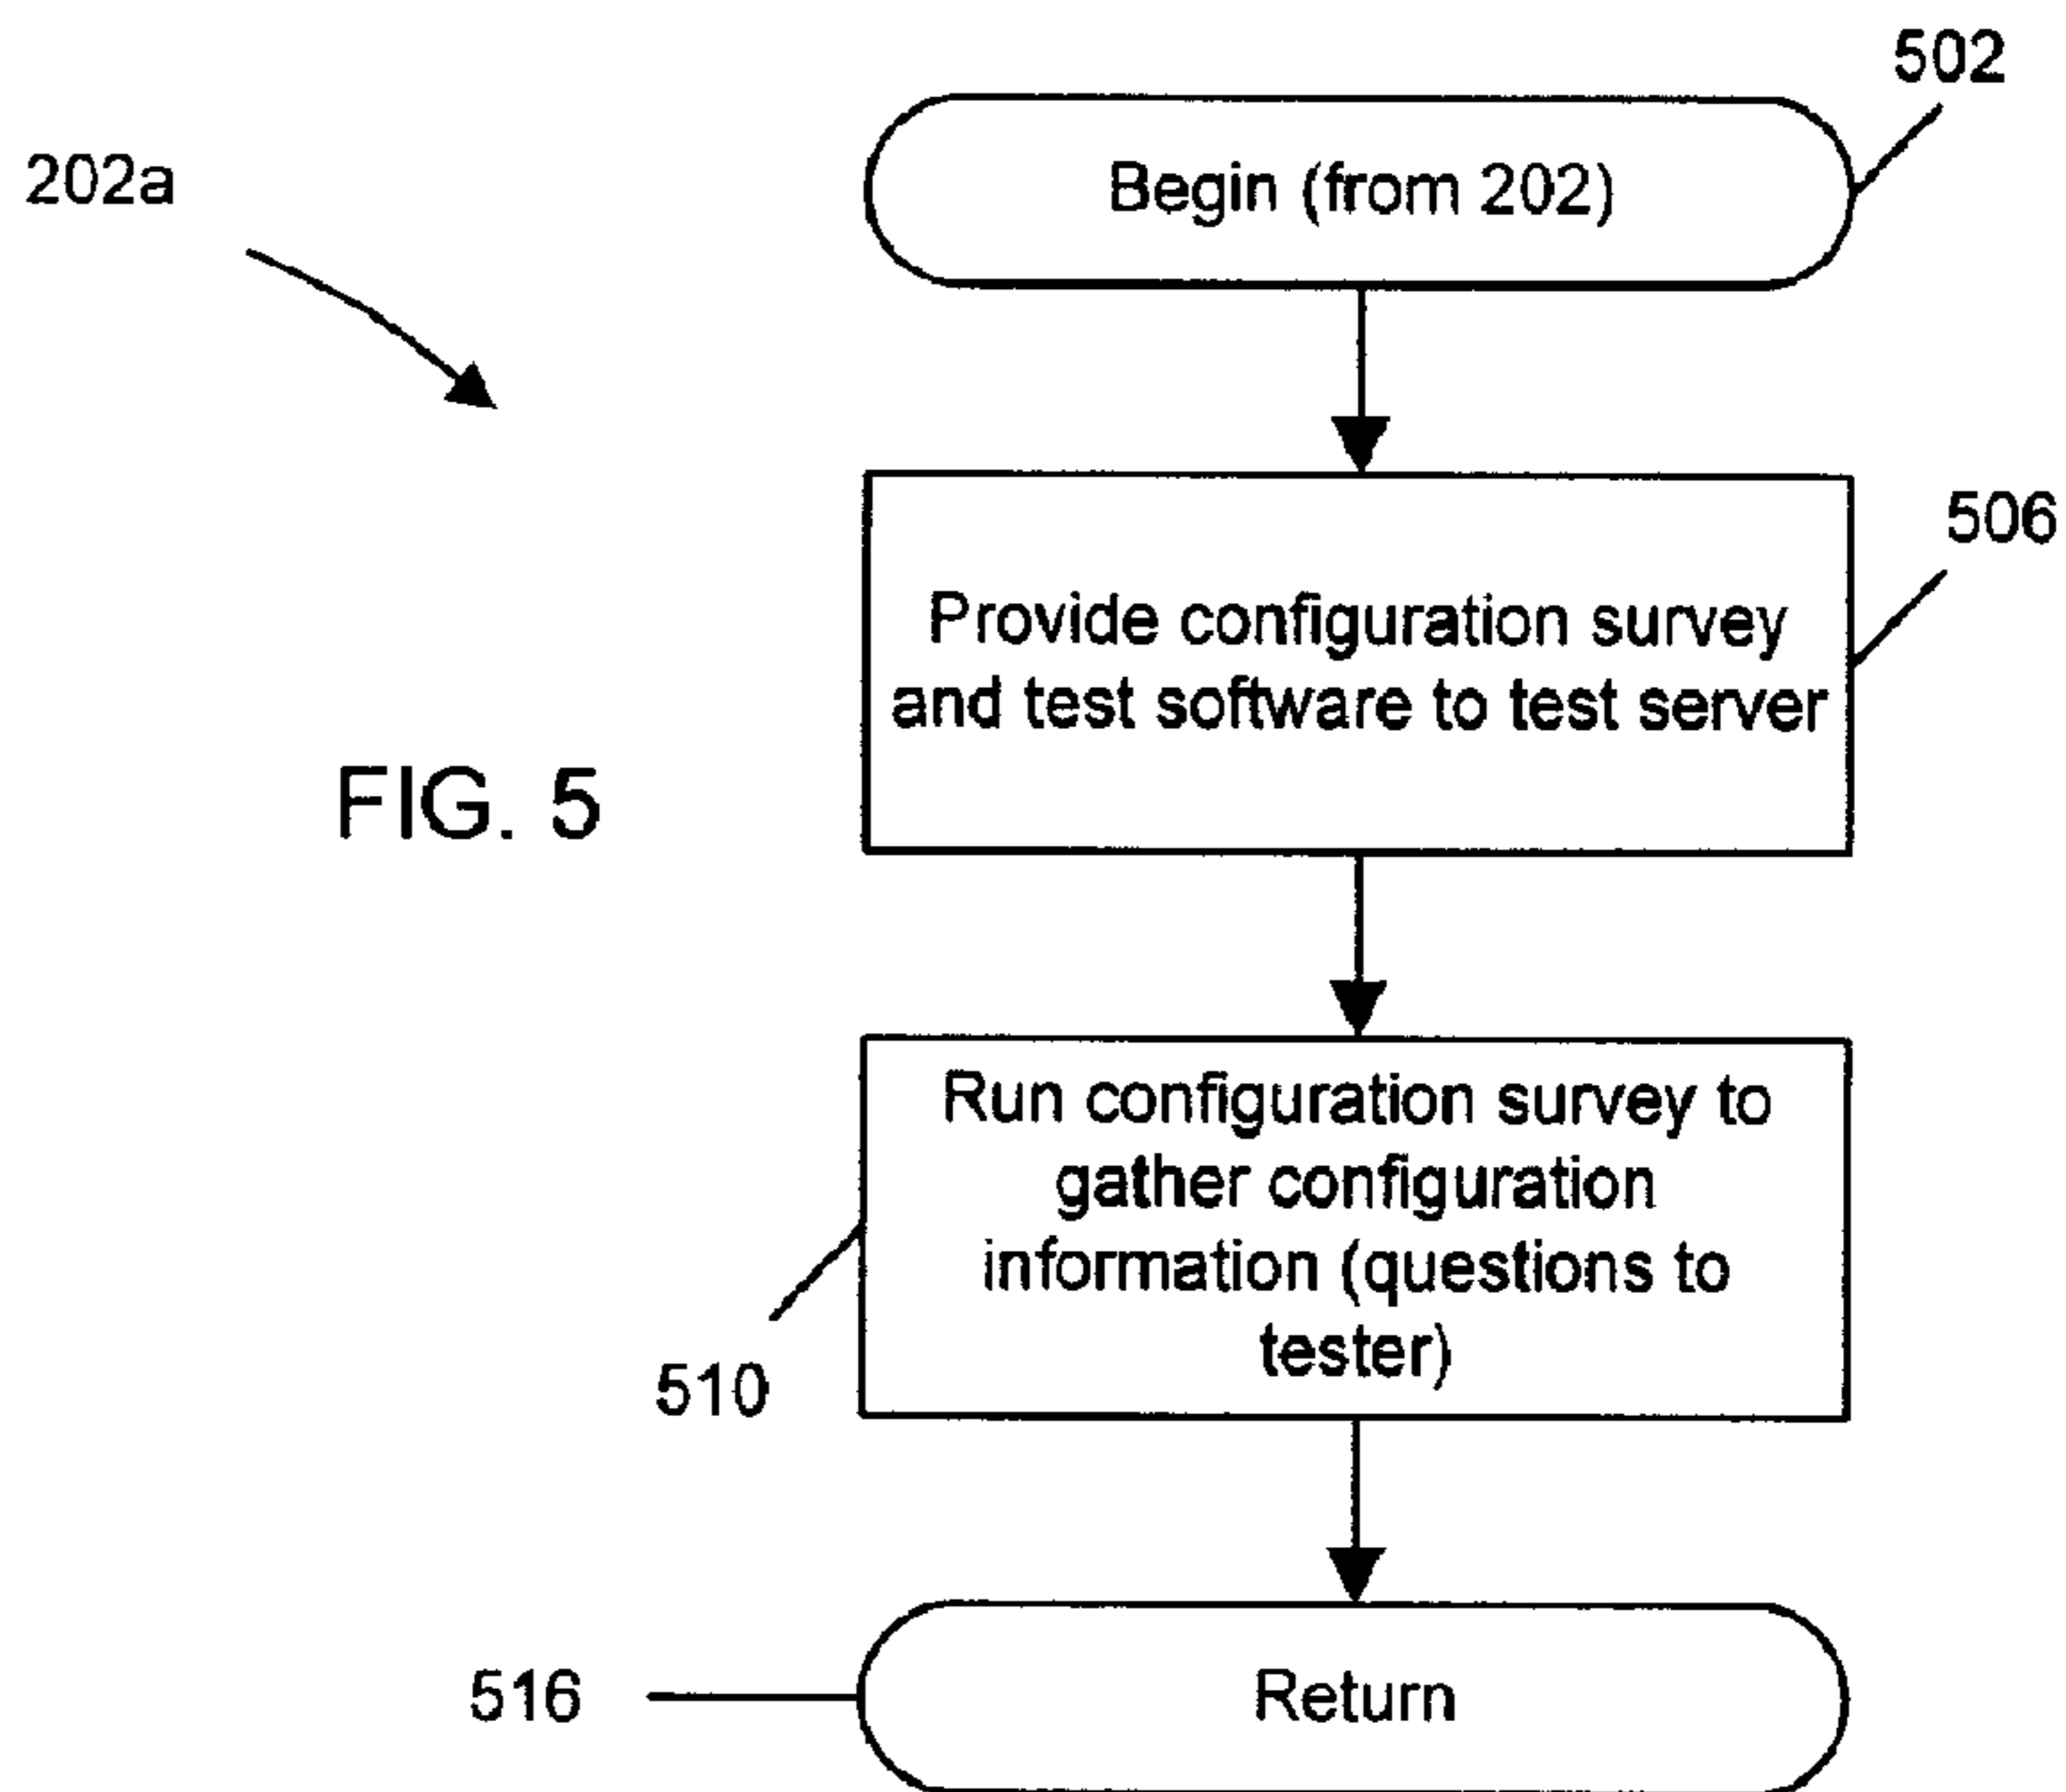 502
202a
Begin (from 202)
506
Provide configuration survey
and test software to test server
FIG. 5
Run configuration survey to
gather configuration
information (questions to
tester)
510
516
Return